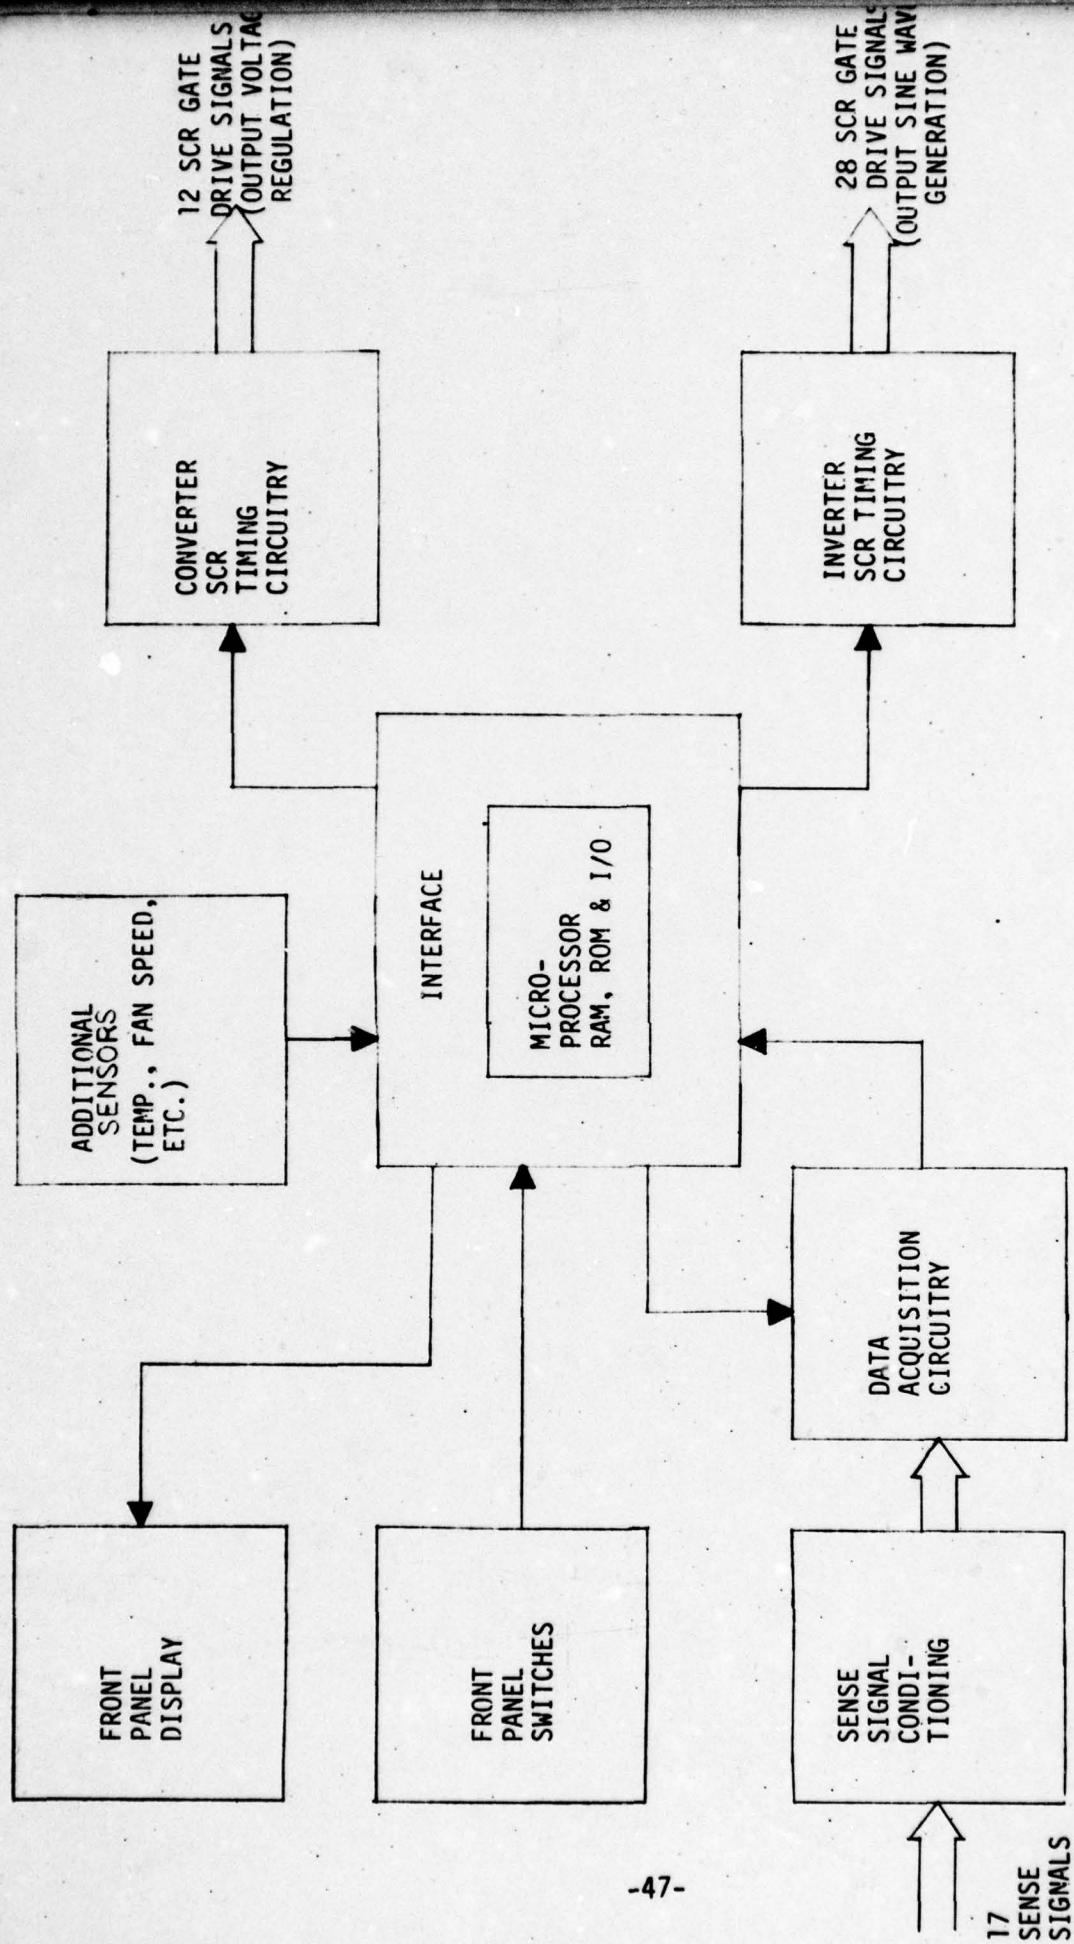 FRONT
PANEL
DISPLAY
ADDITIONAL
SENSORS
(TEMP., FAN SPEED,
ETC.)
CONVERTER
SCR
TIMING
CIRCUITRY
12 SCR GATE
DRIVE SIGNALS
(OUTPUT VOLTAG
REGULATION)
FRONT
PANEL
SWITCHES
INTERFACE
MICRO-
PROCESSOR
RAM, ROM & I/O
17
SENSE
SIGNALS
SENSE
SIGNAL
CONDI-
TIONING
DATA
ACQUISITION
CIRCUITRY
INVERTER
SCR TIMING
CIRCUITRY
28 SCR GATE
DRIVE SIGNALS
(OUTPUT SINE WAV
GENERATION)
-47-